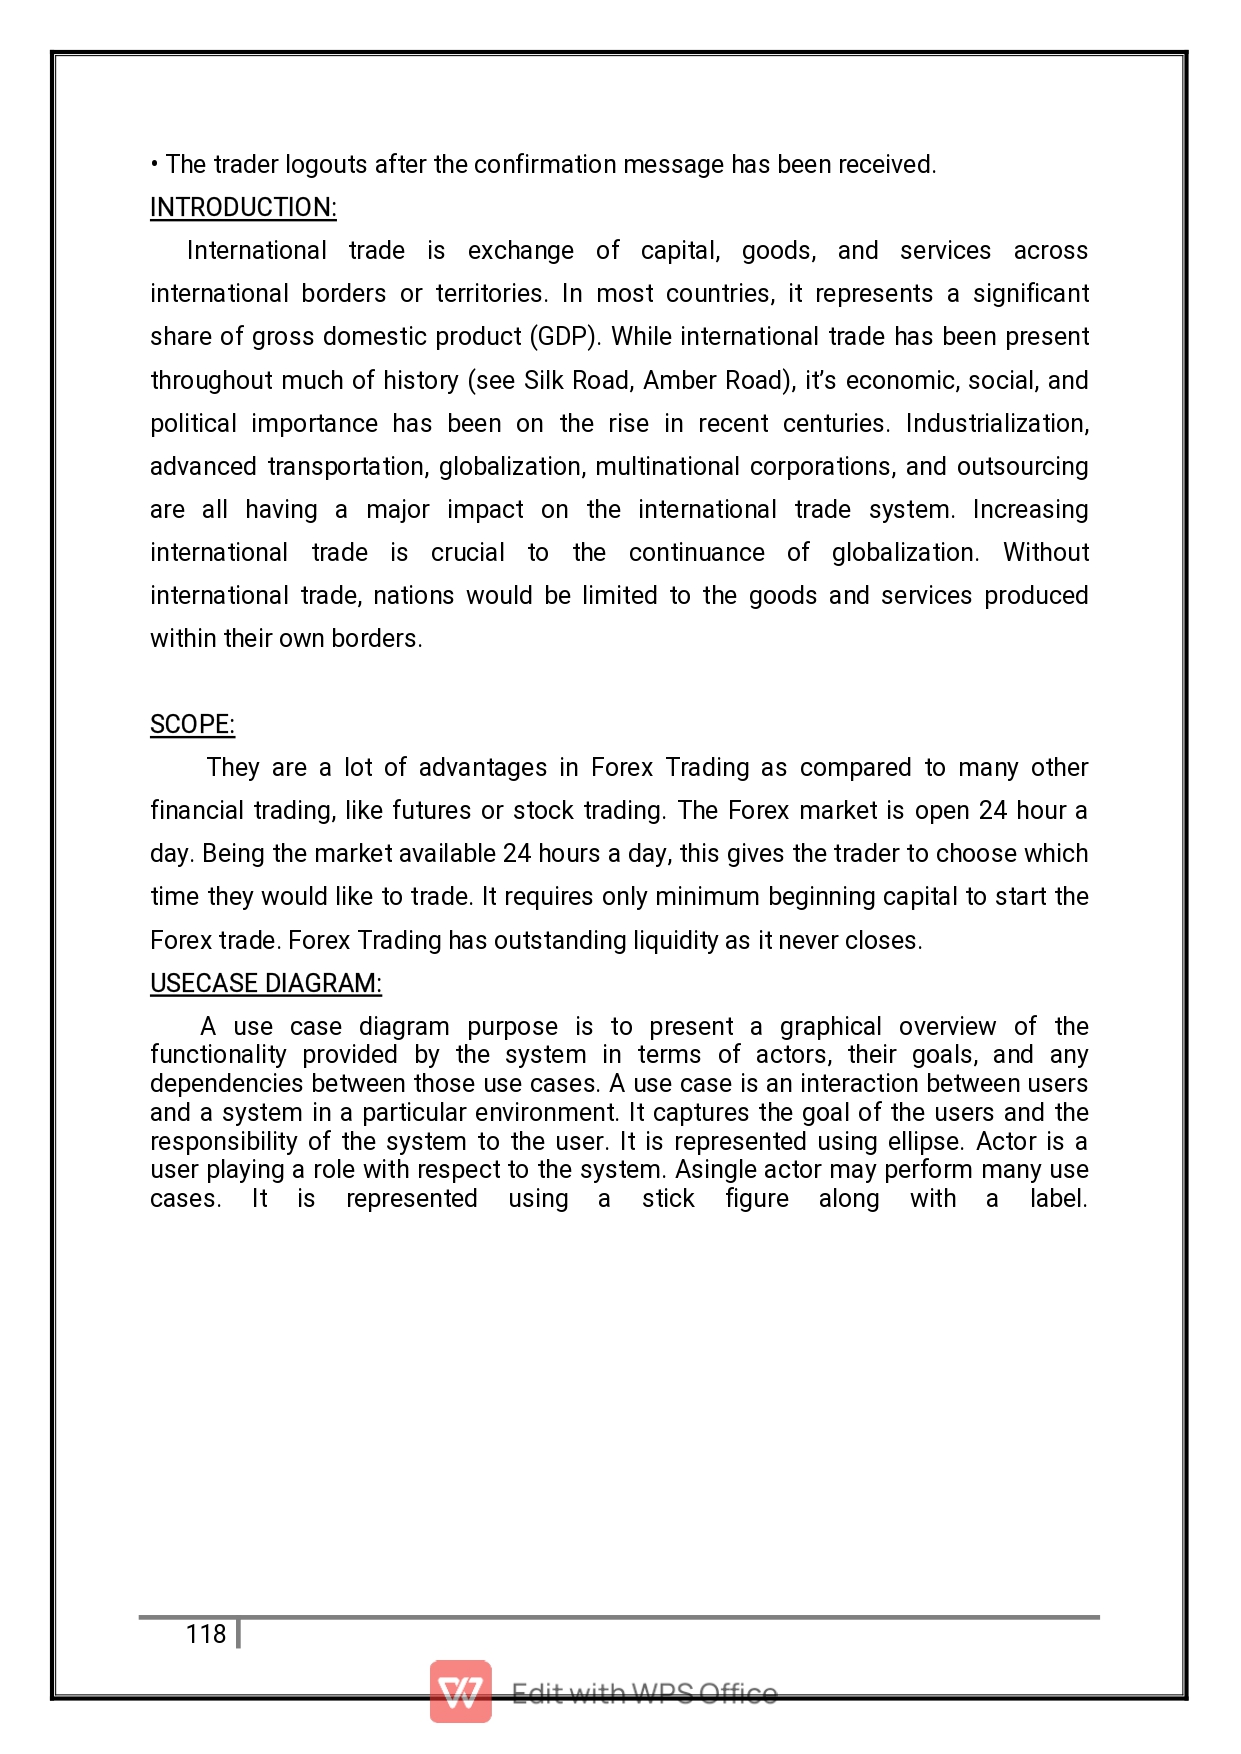 • The trader logouts after the confirmation message has been received.
INTRODUCTION:
International trade is exchange of capital, goods, and services across
international borders or territories. In most countries, it represents a significant
share of gross domestic product (GDP). While international trade has been present
throughout much of history (see Silk Road, Amber Road), it’s economic, social, and
political importance has been on the rise in recent centuries. Industrialization,
advanced transportation, globalization, multinational corporations, and outsourcing
are all having a major impact on the international trade system. Increasing
international trade is crucial to the continuance of globalization. Without
international trade, nations would be limited to the goods and services produced
within their own borders.
SCOPE:
They are a lot of advantages in Forex Trading as compared to many other
financial trading, like futures or stock trading. The Forex market is open 24 hour a
day. Being the market available 24 hours a day, this gives the trader to choose which
time they would like to trade. It requires only minimum beginning capital to start the
Forex trade. Forex Trading has outstanding liquidity as it never closes.
USECASE DIAGRAM:
A use case diagram purpose is to present a graphical overview of the
functionality provided by the system in terms of actors, their goals, and any
dependencies between those use cases. A use case is an interaction between users
and a system in a particular environment. It captures the goal of the users and the
responsibility of the system to the user. It is represented using ellipse. Actor is a
user playing a role with respect to the system. Asingle actor may perform many use
cases. It is represented using a stick figure along with a label.
118
Edit with WPS Office